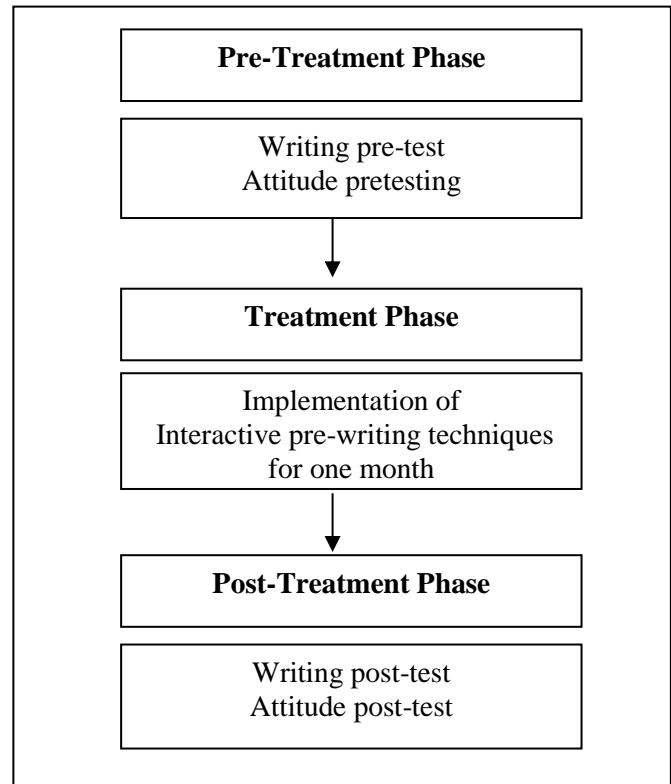 Pre-Treatment Phase
Writing pre-test
Attitude pretesting
Treatment Phase
Implementation of
Interactive pre-writing techniques
for one month
Post-Treatment Phase
Writing post-test
Attitude post-test